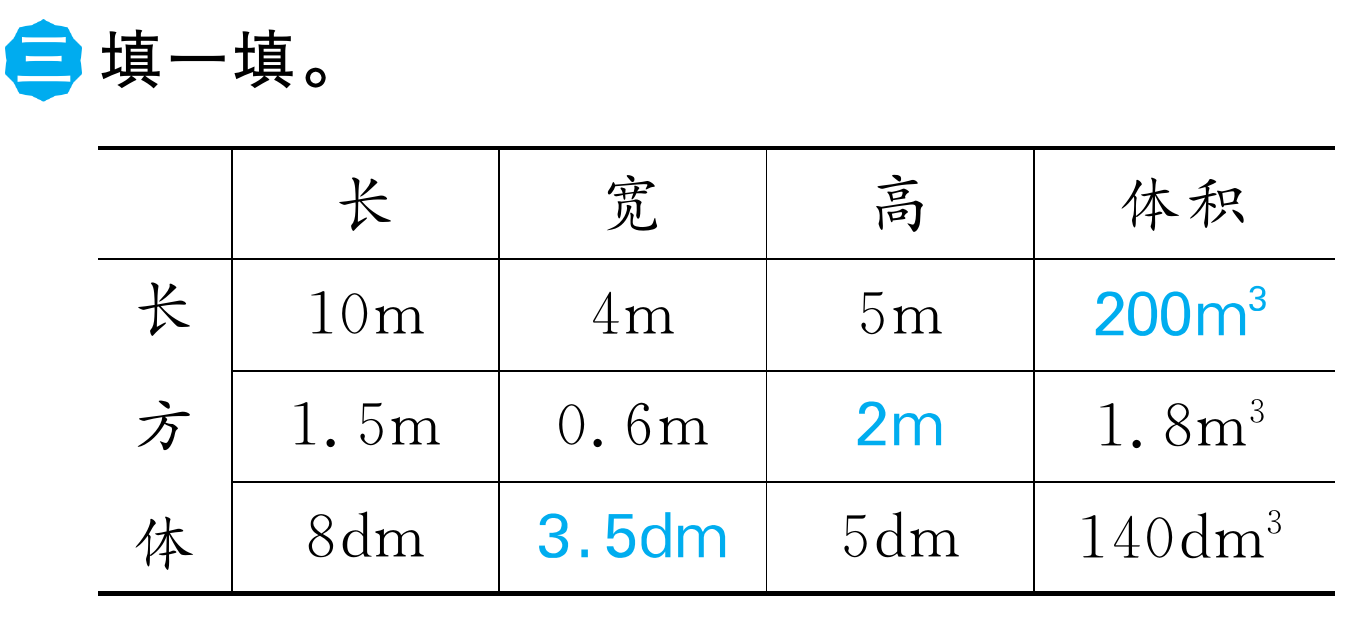 三 填一填。
长 宽 高 体积
长 10m 4m 5m 200m³
方 1.5m 0.6m 2m 1.8m³
体 8dm 3.5dm 5dm 140dm³